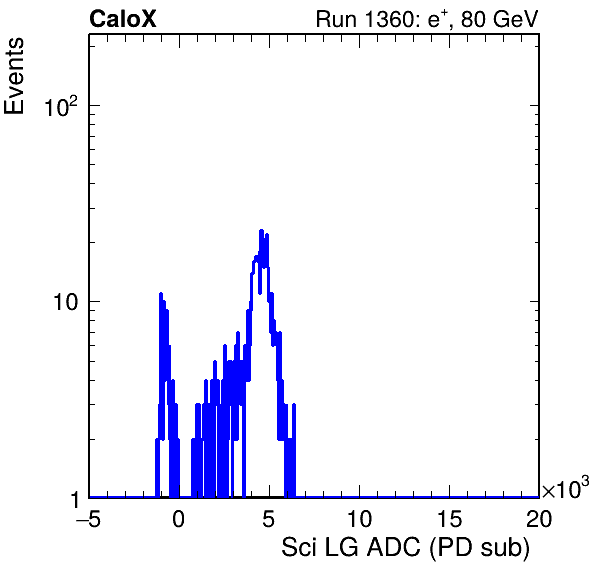 CaloX Run 1360: e⁺, 80 GeV
Events
10²
10
1
−5 0 5 10 15 20
×10³
Sci LG ADC (PD sub)